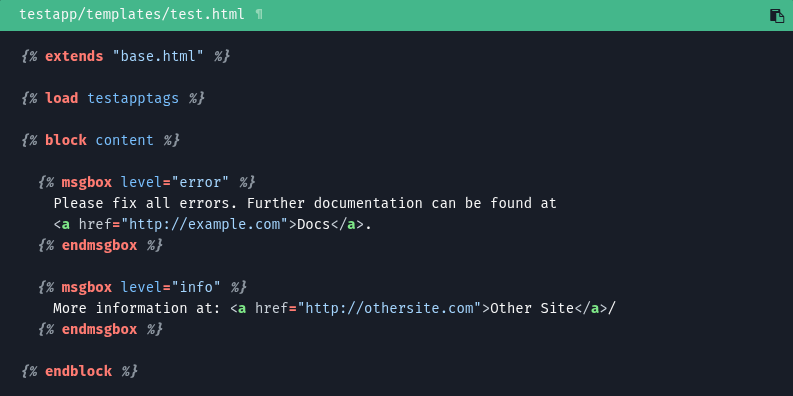 testapp/templates/test.html ¶
{% extends "base.html" %}
{% load testapptags %}
{% block content %}
{% msgbox level="error" %}
Please fix all errors. Further documentation can be found at
<a href="http://example.com">Docs</a>.
{% endmsgbox %}
{% msgbox level="info" %}
More information at: <a href="http://othersite.com">Other Site</a>/
{% endmsgbox %}
{% endblock %}